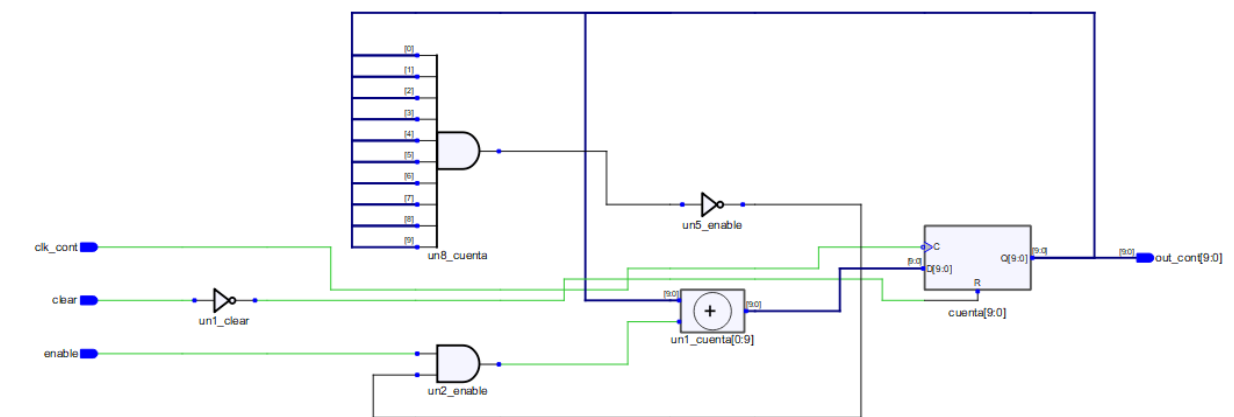 [0]
[1]
[2]
[3]
[4]
[5]
[6]
[7]
[8]
[9]
un8_cuenta
un5_enable
clk_cont
C
[9:0]
D[9:0]
Q[9:0]
[9:0]
[9:0]
out_cont[9:0]
R
cuenta[9:0]
clear
un1_clear
[9:0]
+
[9:0]
un1_cuenta[0:9]
enable
un2_enable